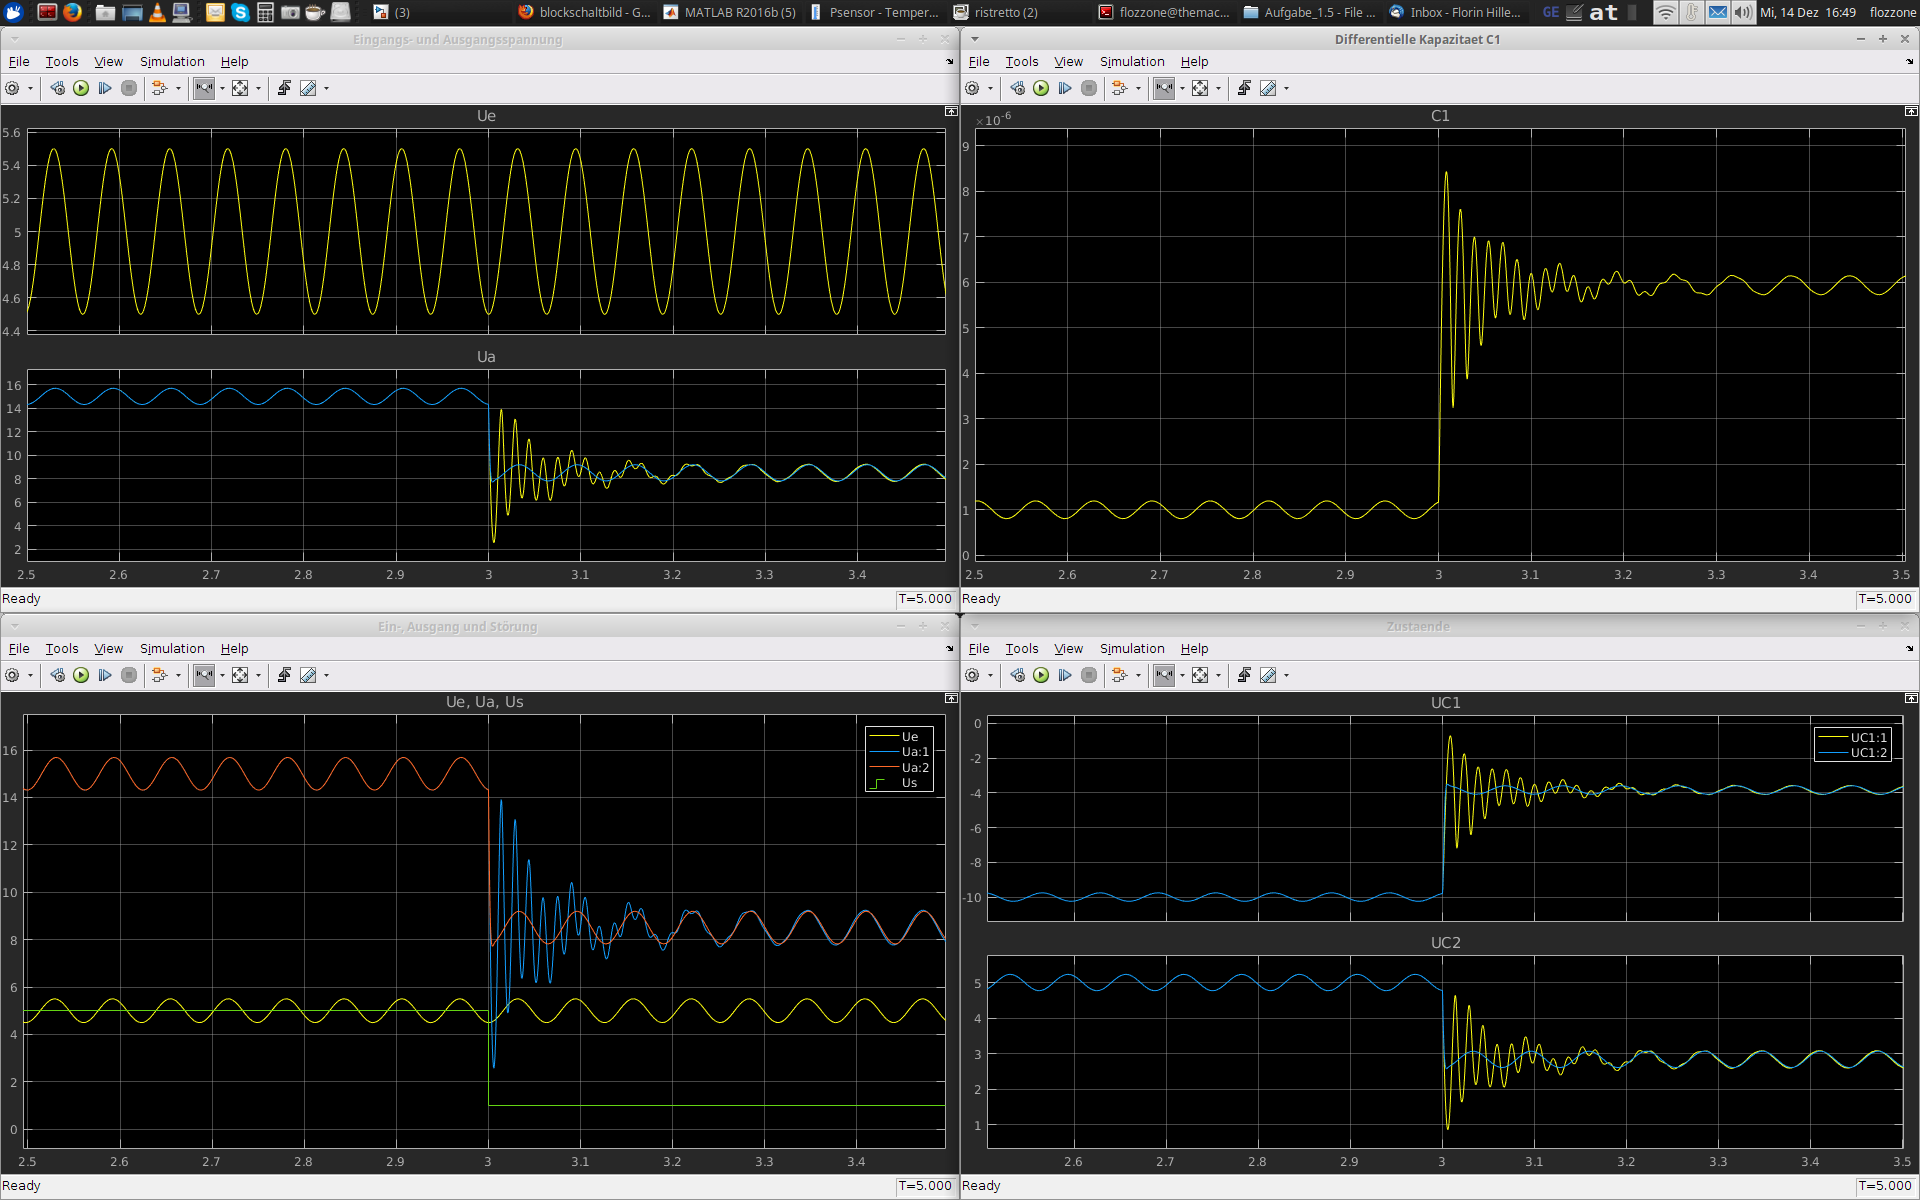 (3)
blockschaltbild - G...
MATLAB R2016b (5)
Psensor - Temper...
ristretto (2)
flozzone@themac...
Aufgabe_1.5 - File ...
Inbox - Florin Hille...
GE
at
Mi, 14 Dez 16:49
flozzone
Eingangs- und Ausgangsspannung
File Tools View Simulation Help
Ue
5.6
5.4
5.2
5
4.8
4.6
4.4
Ua
16
14
12
10
8
6
4
2
2.5 2.6 2.7 2.8 2.9 3 3.1 3.2 3.3 3.4
Ready T=5.000
Differentielle Kapazitaet C1
File Tools View Simulation Help
C1
×10^-6
9
8
7
6
5
4
3
2
1
0
2.5 2.6 2.7 2.8 2.9 3 3.1 3.2 3.3 3.4 3.5
Ready T=5.000
Ein-, Ausgang und Störung
File Tools View Simulation Help
Ue, Ua, Us
Ue
Ua:1
Ua:2
Us
16
14
12
10
8
6
4
2
0
2.5 2.6 2.7 2.8 2.9 3 3.1 3.2 3.3 3.4
Ready T=5.000
Zustaende
File Tools View Simulation Help
UC1
UC1:1
UC1:2
0
-2
-4
-6
-8
-10
UC2
5
4
3
2
1
2.6 2.7 2.8 2.9 3 3.1 3.2 3.3 3.4 3.5
Ready T=5.000